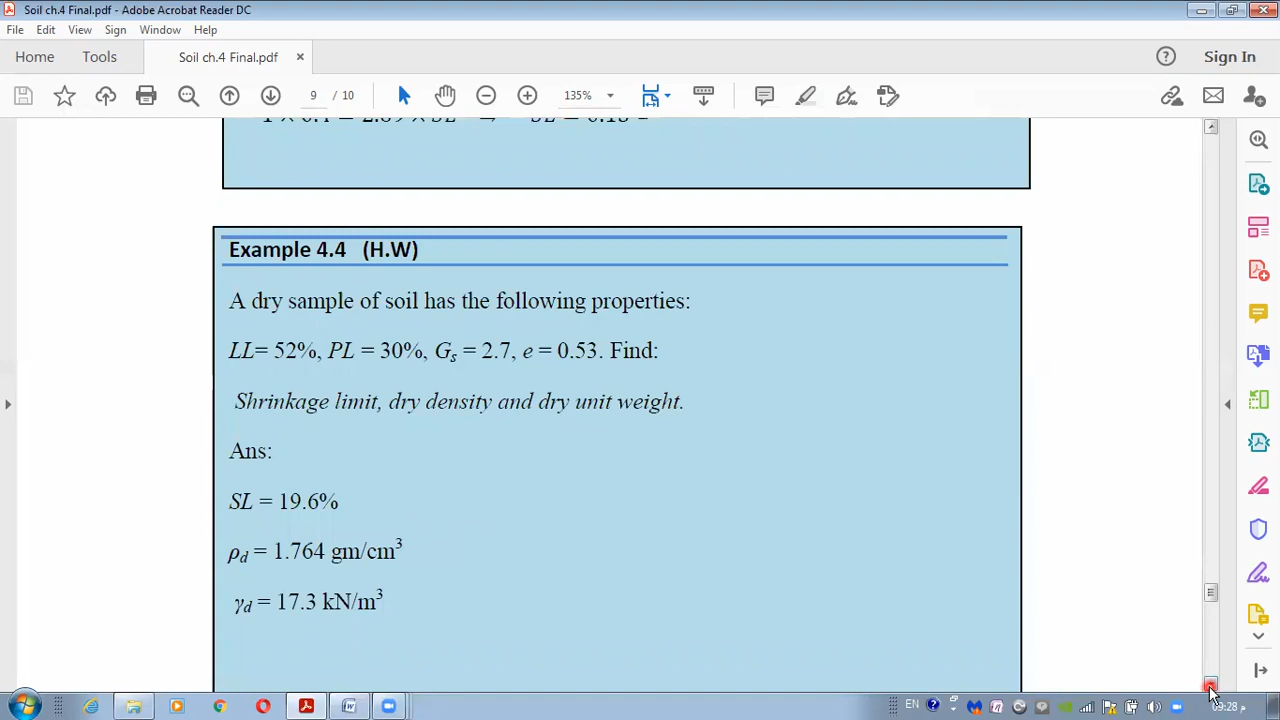 Soil ch.4 Final.pdf - Adobe Acrobat Reader DC
File Edit View Sign Window Help
Home Tools Soil ch.4 Final.pdf × Sign In
9 / 10 135%
Example 4.4 (H.W)
A dry sample of soil has the following properties:
LL= 52%, PL = 30%, Gs = 2.7, e = 0.53. Find:
Shrinkage limit, dry density and dry unit weight.
Ans:
SL = 19.6%
ρd = 1.764 gm/cm³
γd = 17.3 kN/m³
EN
09:28 م